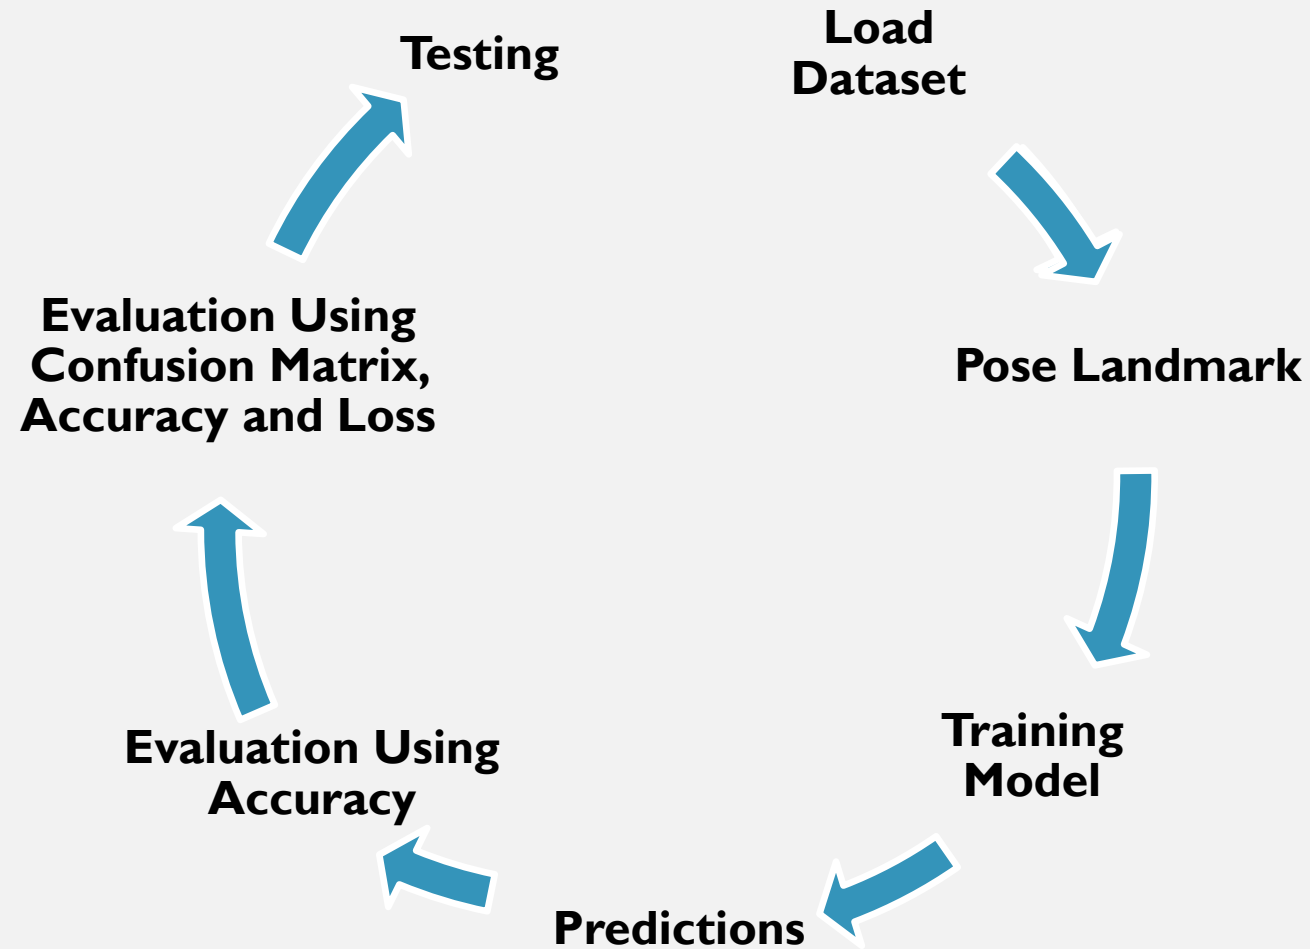 Load
Dataset
Pose Landmark
Training
Model
Predictions
Evaluation Using
Accuracy
Evaluation Using
Confusion Matrix,
Accuracy and Loss
Testing